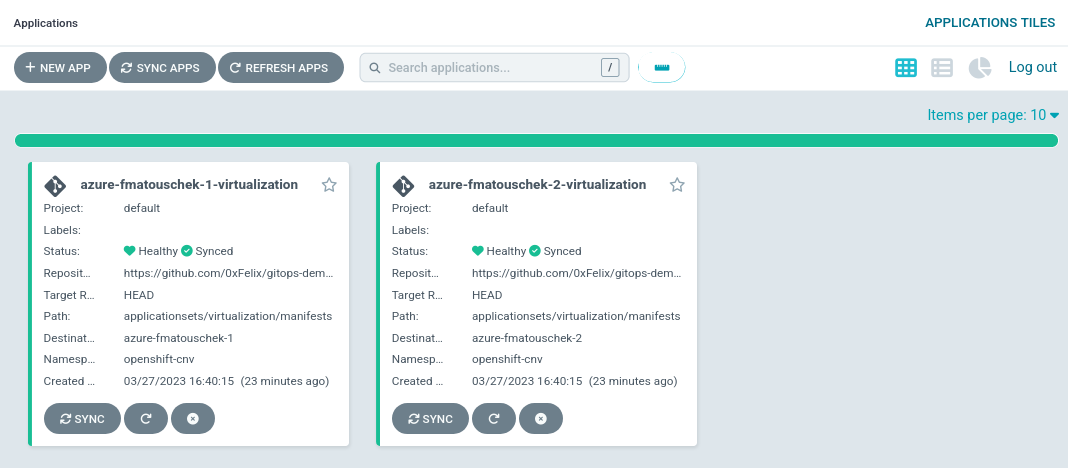 Applications
APPLICATIONS TILES
NEW APP
SYNC APPS
REFRESH APPS
Search applications...
/
Log out
Items per page: 10
azure-fmatouschek-1-virtualization
Project: default
Labels:
Status: Healthy Synced
Reposit... https://github.com/0xFelix/gitops-dem...
Target R... HEAD
Path: applicationsets/virtualization/manifests
Destinat... azure-fmatouschek-1
Namesp... openshift-cnv
Created ... 03/27/2023 16:40:15 (23 minutes ago)
SYNC
azure-fmatouschek-2-virtualization
Project: default
Labels:
Status: Healthy Synced
Reposit... https://github.com/0xFelix/gitops-dem...
Target R... HEAD
Path: applicationsets/virtualization/manifests
Destinat... azure-fmatouschek-2
Namesp... openshift-cnv
Created ... 03/27/2023 16:40:15 (23 minutes ago)
SYNC